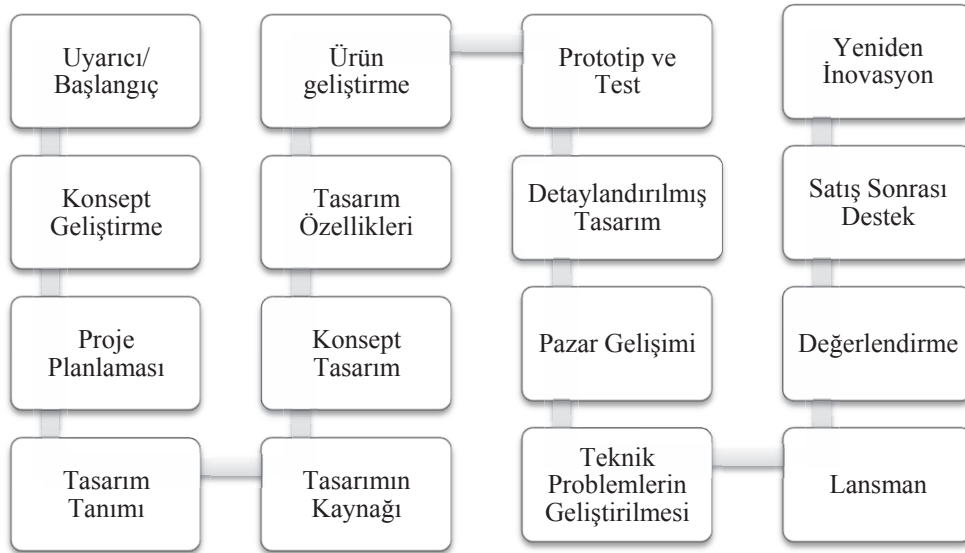 Uyarıcı/
Başlangıç
Konsept
Geliştirme
Proje
Planlaması
Tasarım
Tanımı
Tasarımın
Kaynağı
Konsept
Tasarım
Tasarım
Özellikleri
Ürün
geliştirme
Prototip ve
Test
Detaylandırılmış
Tasarım
Pazar Gelişimi
Teknik
Problemlerin
Geliştirilmesi
Lansman
Değerlendirme
Satış Sonrası
Destek
Yeniden
İnovasyon